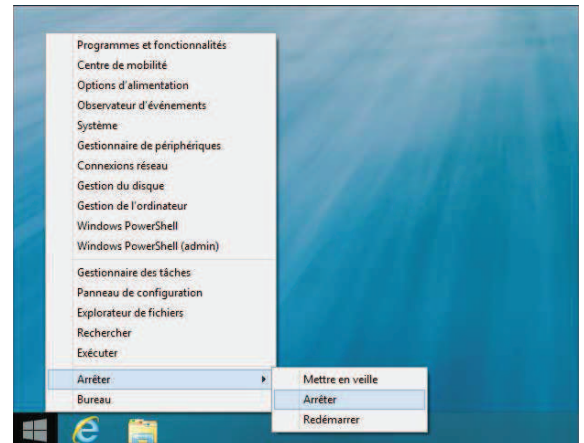 Programmes et fonctionnalités
Centre de mobilité
Options d'alimentation
Observateur d'événements
Système
Gestionnaire de périphériques
Connexions réseau
Gestion du disque
Gestion de l'ordinateur
Windows PowerShell
Windows PowerShell (admin)
Gestionnaire des tâches
Panneau de configuration
Explorateur de fichiers
Rechercher
Exécuter
Arrêter
Bureau
Mettre en veille
Arrêter
Redémarrer